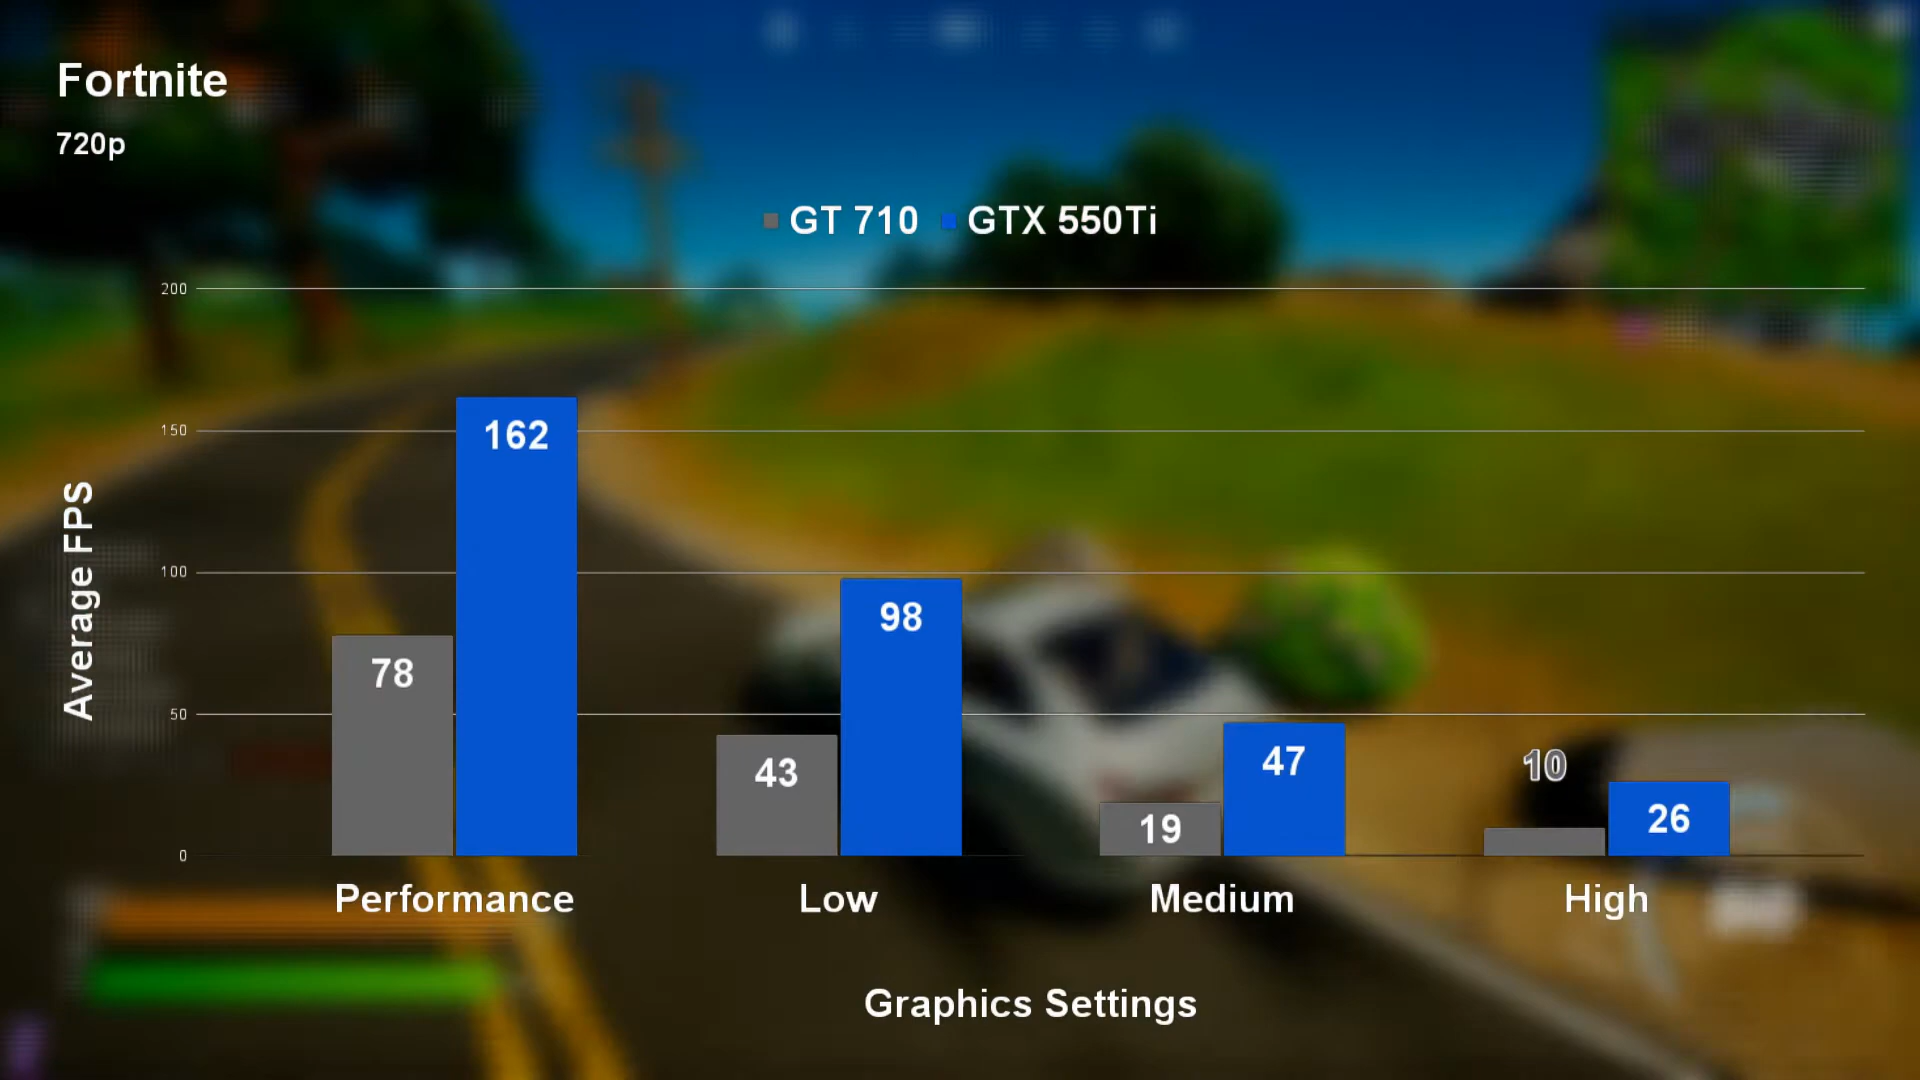 Fortnite
720p
GT 710 GTX 550Ti
200
150
100
50
0
Average FPS
78
162
43
98
19
47
10
26
Performance Low Medium High
Graphics Settings